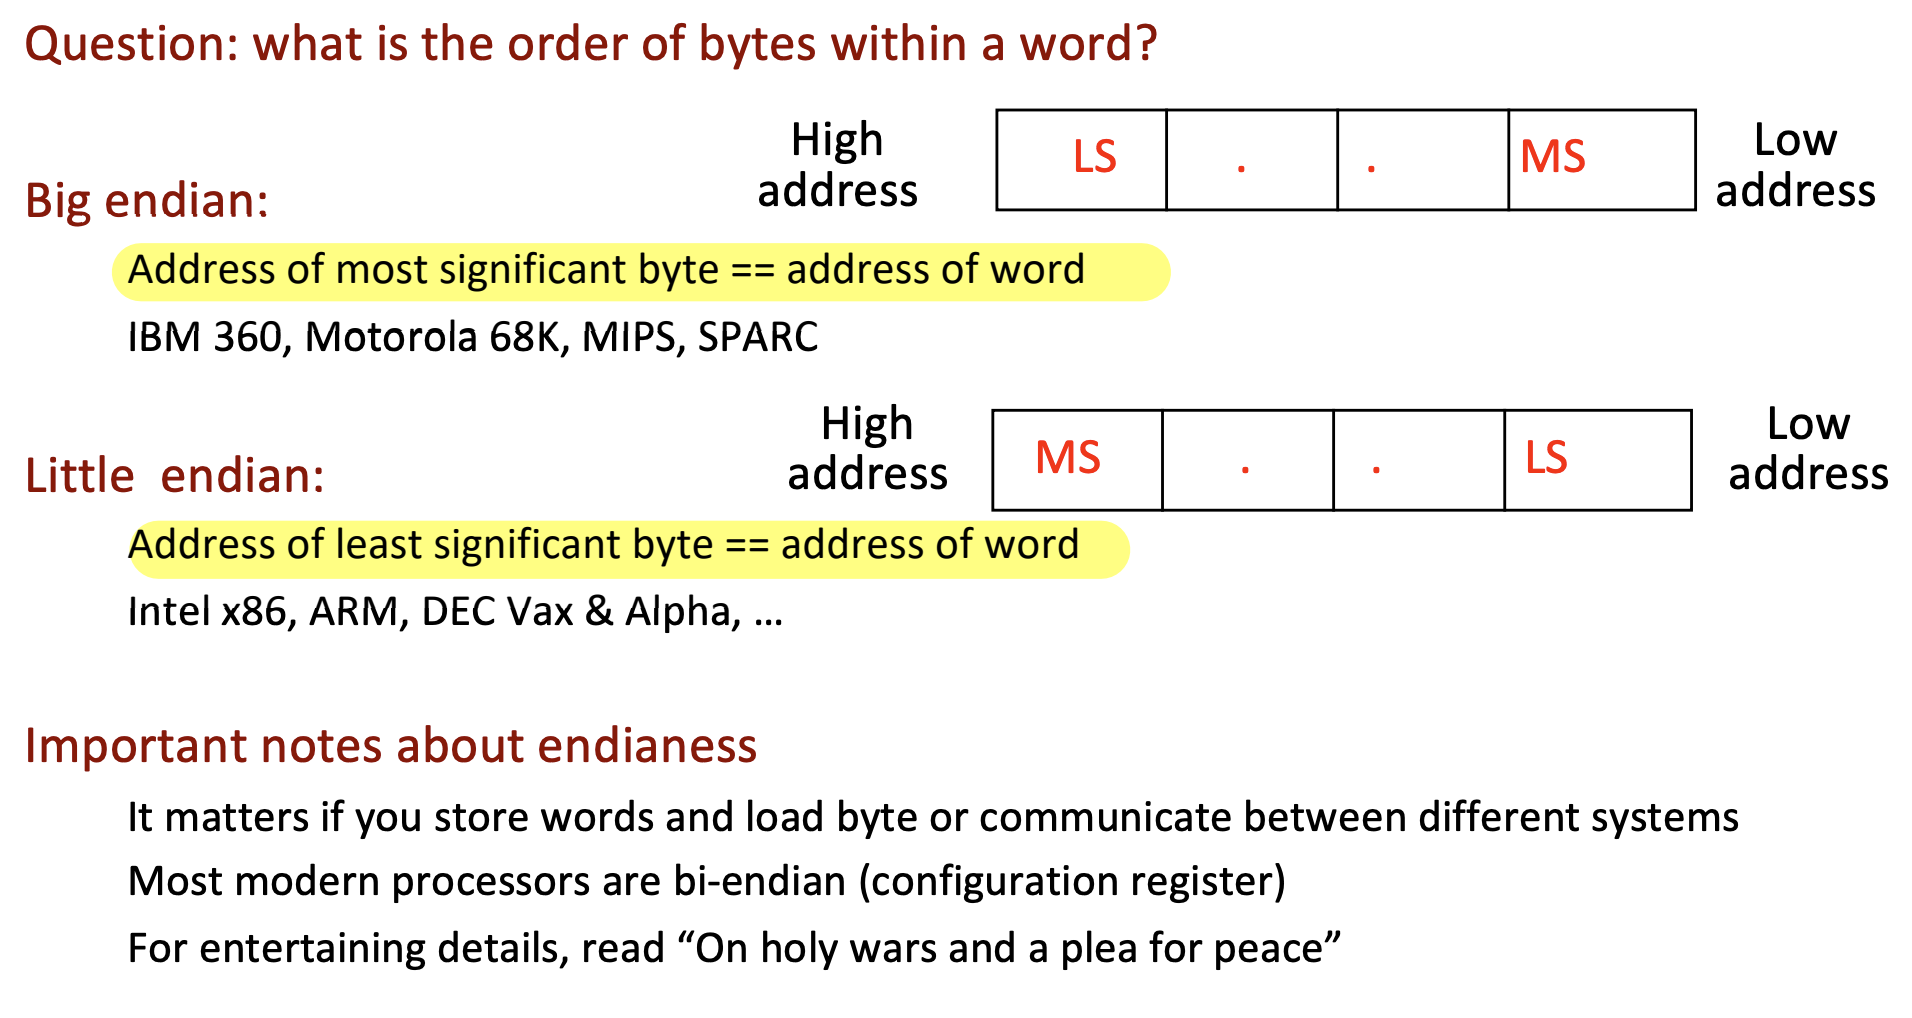 Question: what is the order of bytes within a word?
High address
LS . . MS
Low address
Big endian:
Address of most significant byte == address of word
IBM 360, Motorola 68K, MIPS, SPARC
High address
MS . . LS
Low address
Little endian:
Address of least significant byte == address of word
Intel x86, ARM, DEC Vax & Alpha, ...
Important notes about endianess
It matters if you store words and load byte or communicate between different systems
Most modern processors are bi-endian (configuration register)
For entertaining details, read “On holy wars and a plea for peace”